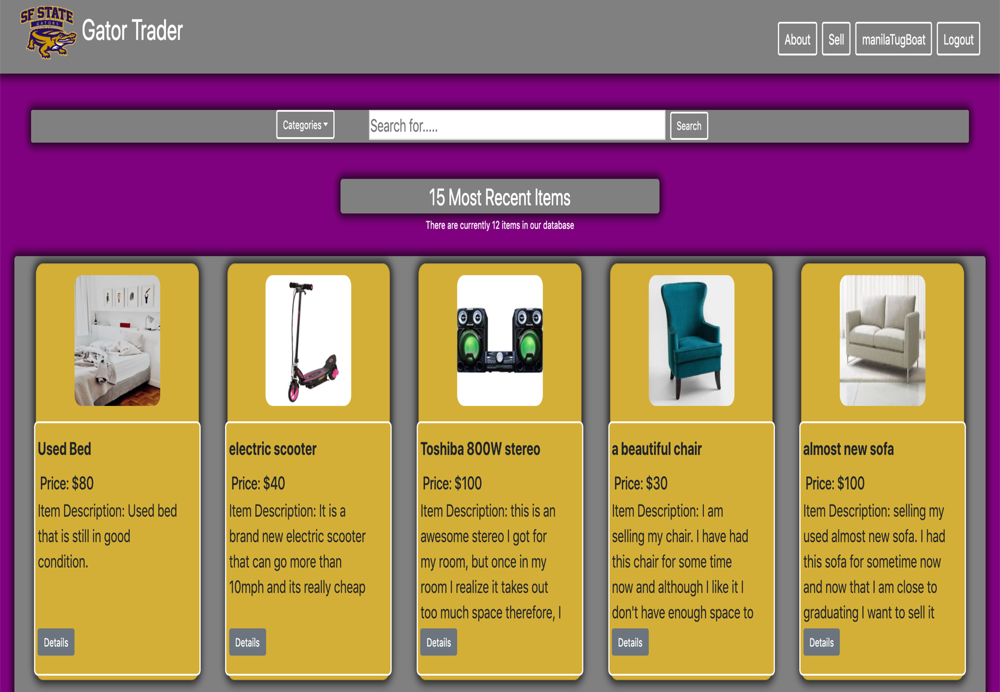 SF STATE
GATORS
Gator Trader
About
Sell
manilaTugBoat
Logout
Categories
Search for.....
Search
15 Most Recent Items
There are currently 12 items in our database
Used Bed
Price: $80
Item Description: Used bed
that is still in good
condition.
Details
electric scooter
Price: $40
Item Description: It is a
brand new electric scooter
that can go more than
10mph and its really cheap
Details
Toshiba 800W stereo
Price: $100
Item Description: this is an
awesome stereo I got for
my room, but once in my
room I realize it takes out
too much space therefore, I
Details
a beautiful chair
Price: $30
Item Description: I am
selling my chair. I have had
this chair for some time
now and although I like it I
don't have enough space to
Details
almost new sofa
Price: $100
Item Description: selling my
used almost new sofa. I had
this sofa for sometime now
and now that I am close to
graduating I want to sell it
Details